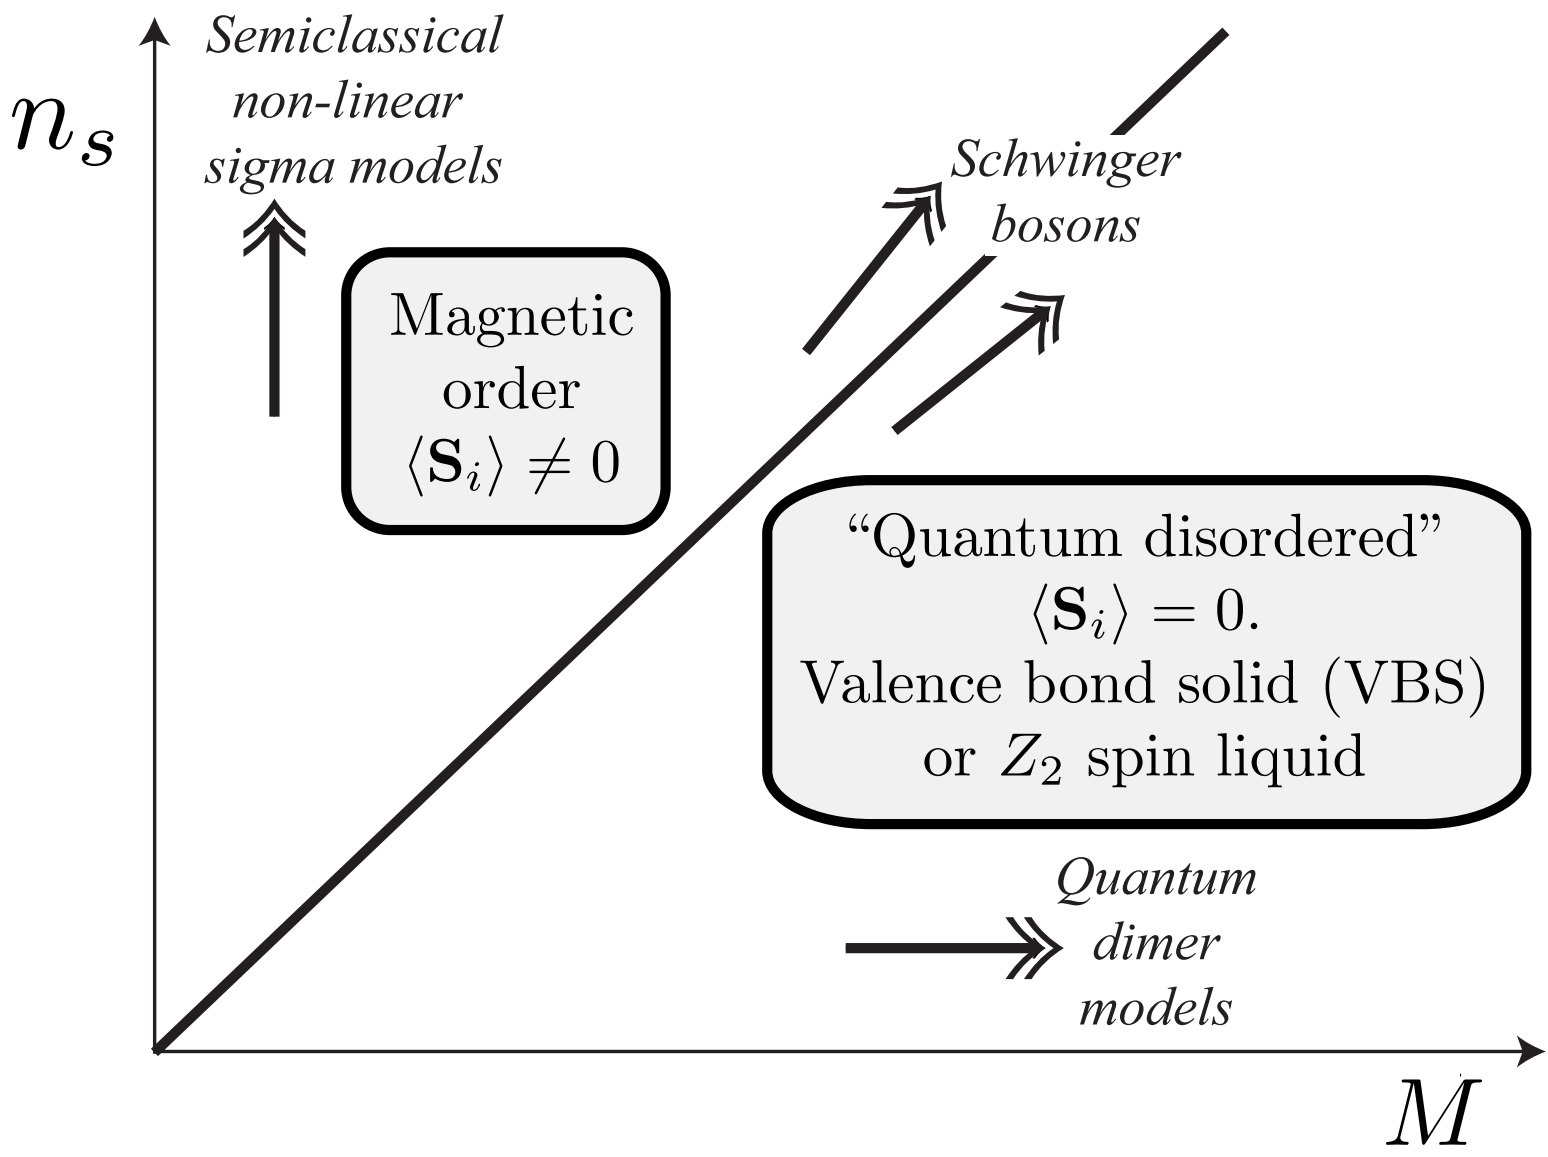 n_s
Semiclassical
non-linear
sigma models
Schwinger
bosons
Magnetic
order
⟨S_i⟩ ≠ 0
“Quantum disordered”
⟨S_i⟩ = 0.
Valence bond solid (VBS)
or Z_2 spin liquid
Quantum
dimer
models
M